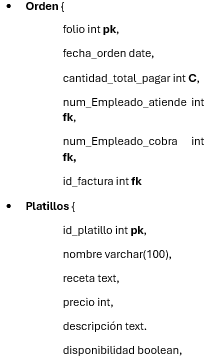 • Orden {
folio int pk,
fecha_orden date,
cantidad_total_pagar int C,
num_Empleado_atiende int
fk,
num_Empleado_cobra int
fk,
id_factura int fk
• Platillos {
id_platillo int pk,
nombre varchar(100),
receta text,
precio int,
descripción text.
disponibilidad boolean,